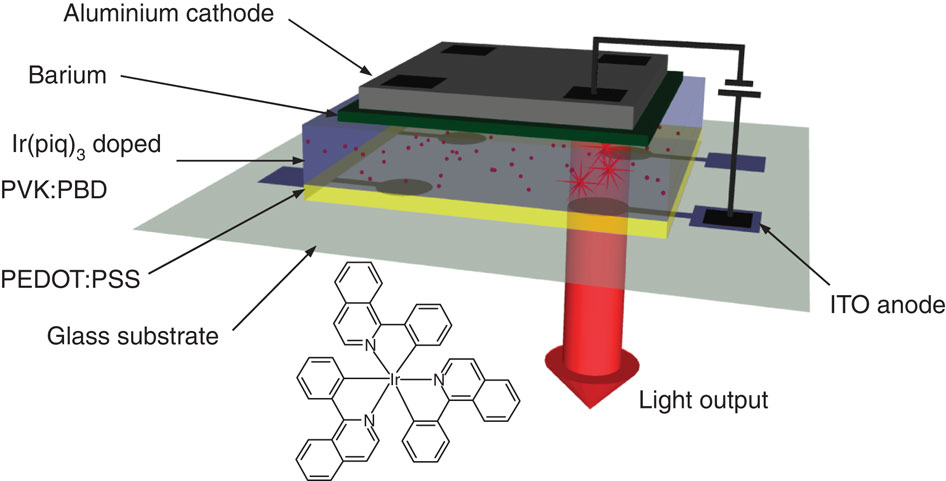 Aluminium cathode
Barium
Ir(piq)3 doped
PVK:PBD
PEDOT:PSS
Glass substrate
ITO anode
Light output
N
Ir
N
N